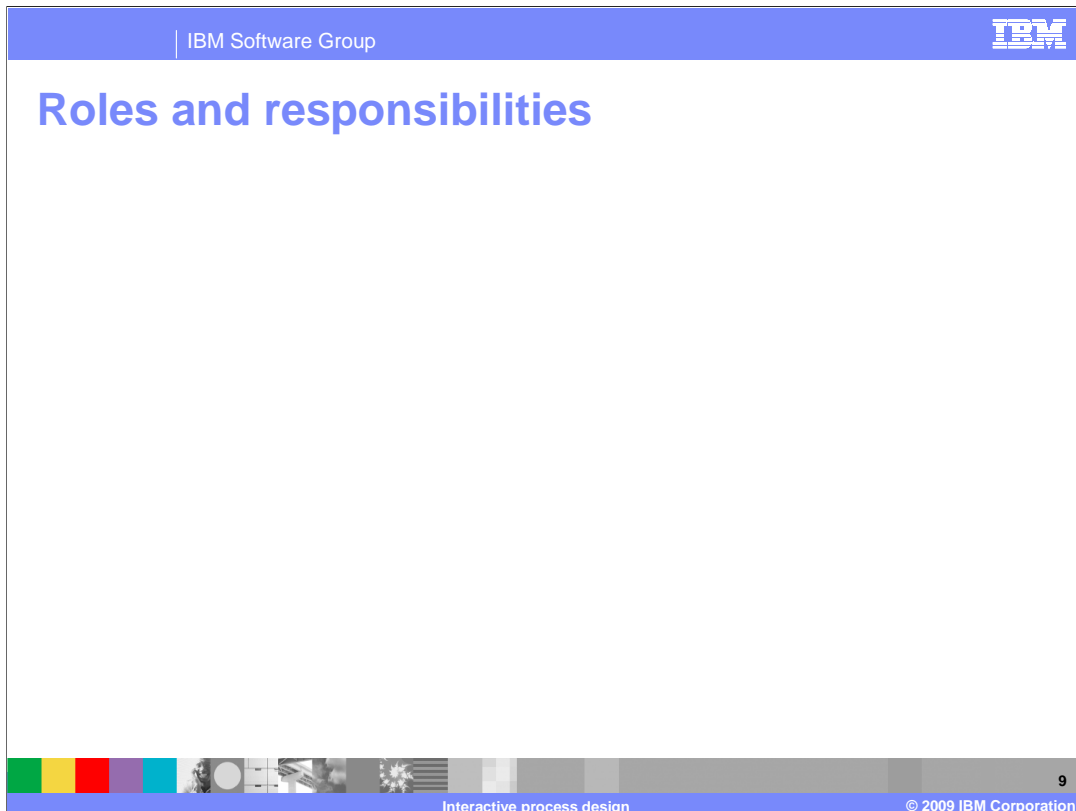 IBM Software Group
IBM
Roles and responsibilities
9
Interactive process design
© 2009 IBM Corporation